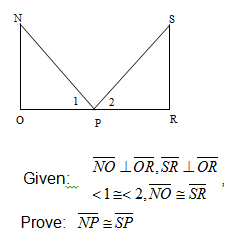 N S
1 2
O P R
NO ⊥ OR, SR ⊥ OR
Given: ,
<1 ≅ < 2, NO ≅ SR
Prove: NP ≅ SP